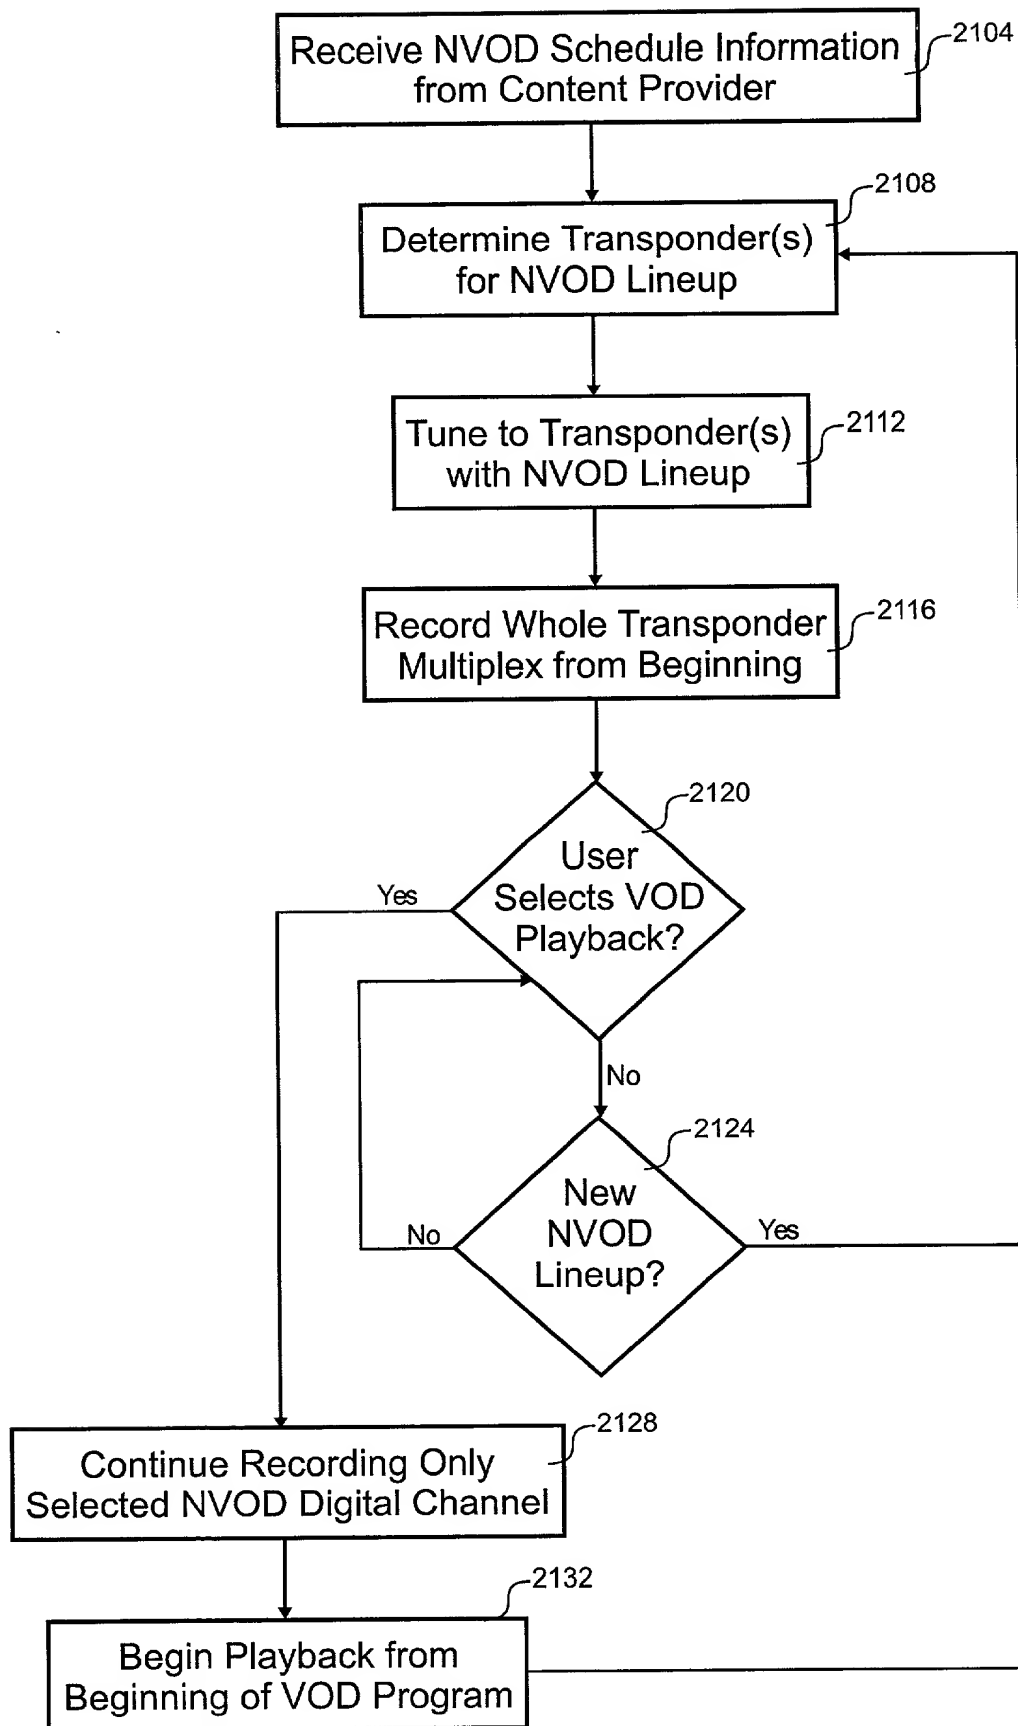 Receive NVOD Schedule Information
from Content Provider
2104
2108
Determine Transponder(s)
for NVOD Lineup
Tune to Transponder(s)
with NVOD Lineup
2112
Record Whole Transponder
Multiplex from Beginning
2116
2120
User
Selects VOD
Playback?
Yes
No
2124
New
NVOD
Lineup?
No
Yes
2128
Continue Recording Only
Selected NVOD Digital Channel
2132
Begin Playback from
Beginning of VOD Program